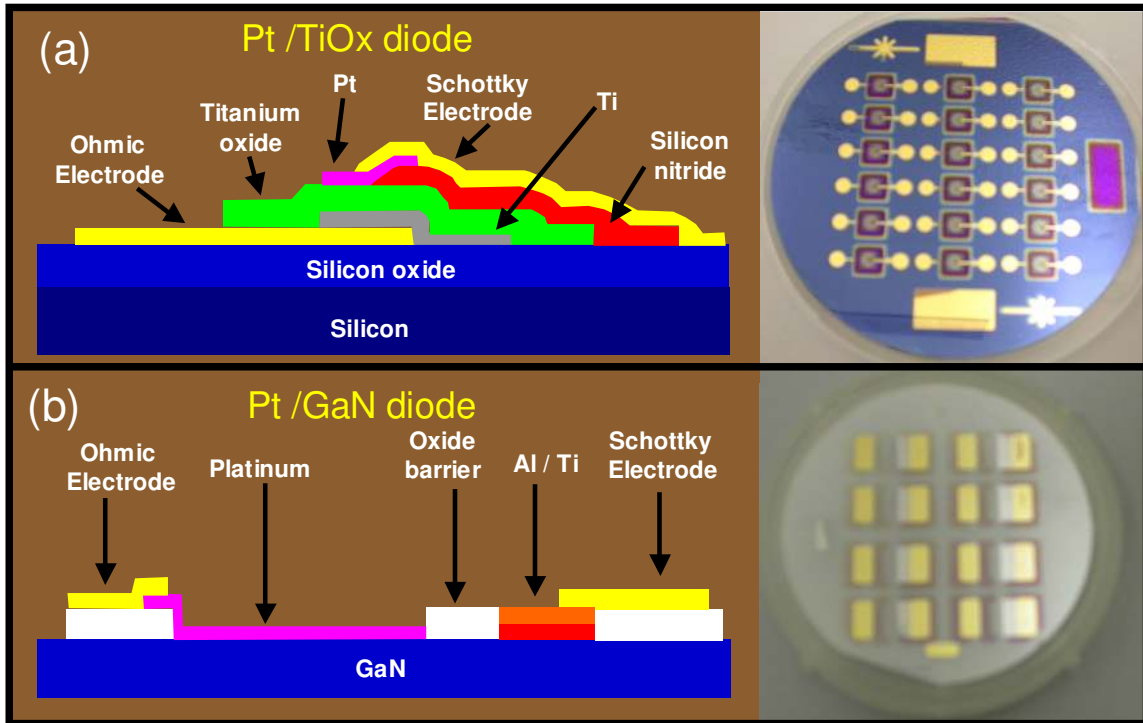 (a)
Pt /TiOx diode
Pt
Schottky
Electrode
Ti
Titanium
oxide
Ohmic
Electrode
Silicon
nitride
Silicon oxide
Silicon
(b)
Pt /GaN diode
Ohmic
Electrode
Platinum
Oxide
barrier
Al / Ti
Schottky
Electrode
GaN